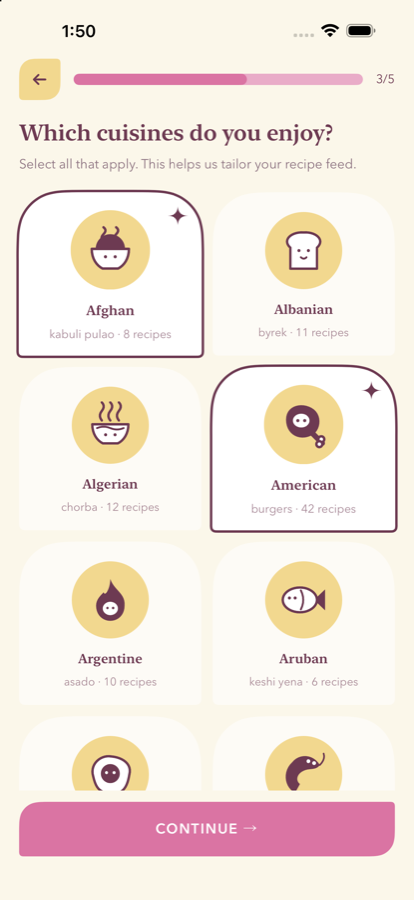 1:50
3/5
Which cuisines do you enjoy?
Select all that apply. This helps us tailor your recipe feed.
Afghan
kabuli pulao · 8 recipes
Albanian
byrek · 11 recipes
Algerian
chorba · 12 recipes
American
burgers · 42 recipes
Argentine
asado · 10 recipes
Aruban
keshi yena · 6 recipes
CONTINUE →